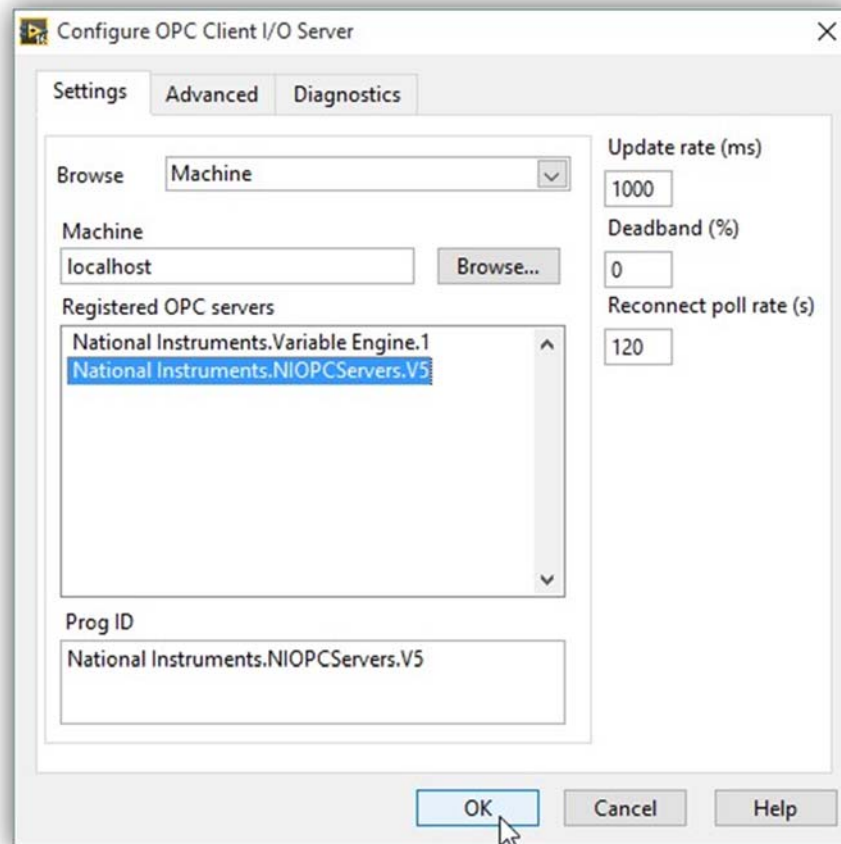 Configure OPC Client I/O Server
Settings
Advanced
Diagnostics
Browse
Machine
Update rate (ms)
1000
Machine
Deadband (%)
localhost
Browse...
0
Registered OPC servers
Reconnect poll rate (s)
National Instruments.Variable Engine.1
120
National Instruments.NIOPCServers.V5
Prog ID
National Instruments.NIOPCServers.V5
OK
Cancel
Help